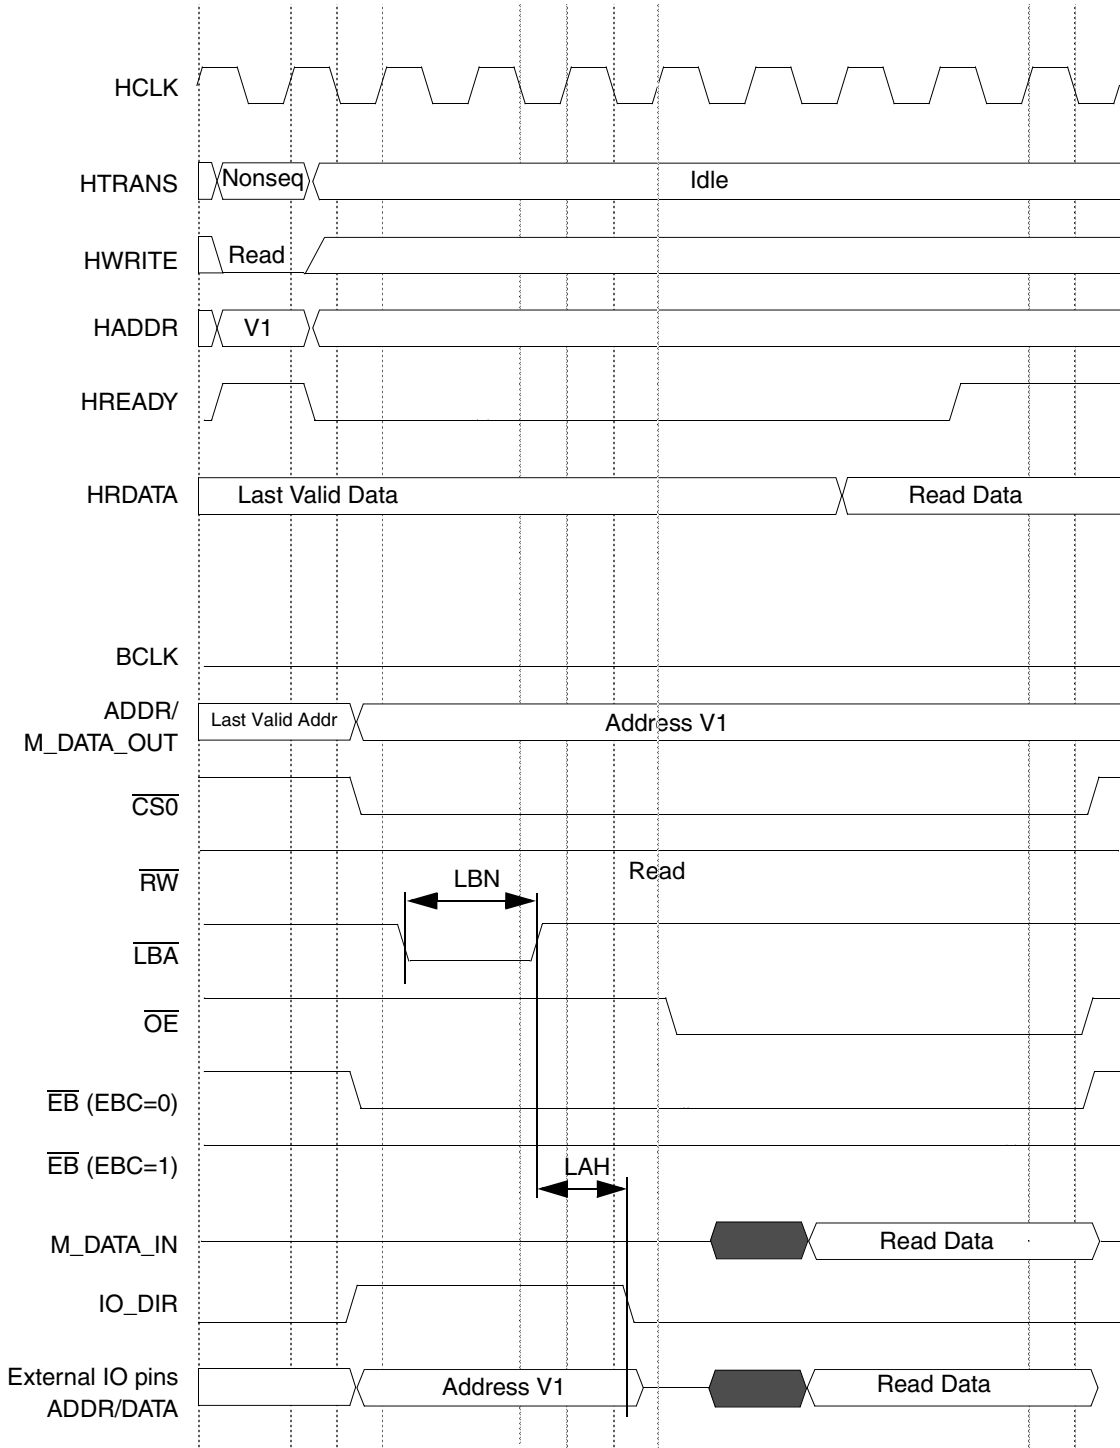 HCLK
HTRANS Nonseq Idle
HWRITE Read
HADDR V1
HREADY
HRDATA Last Valid Data Read Data
BCLK
ADDR/
M_DATA_OUT Last Valid Addr Address V1
CS0
RW Read
LBN
LBA
OE
EB (EBC=0)
EB (EBC=1)
LAH
M_DATA_IN Read Data
IO_DIR
External IO pins
ADDR/DATA Address V1 Read Data